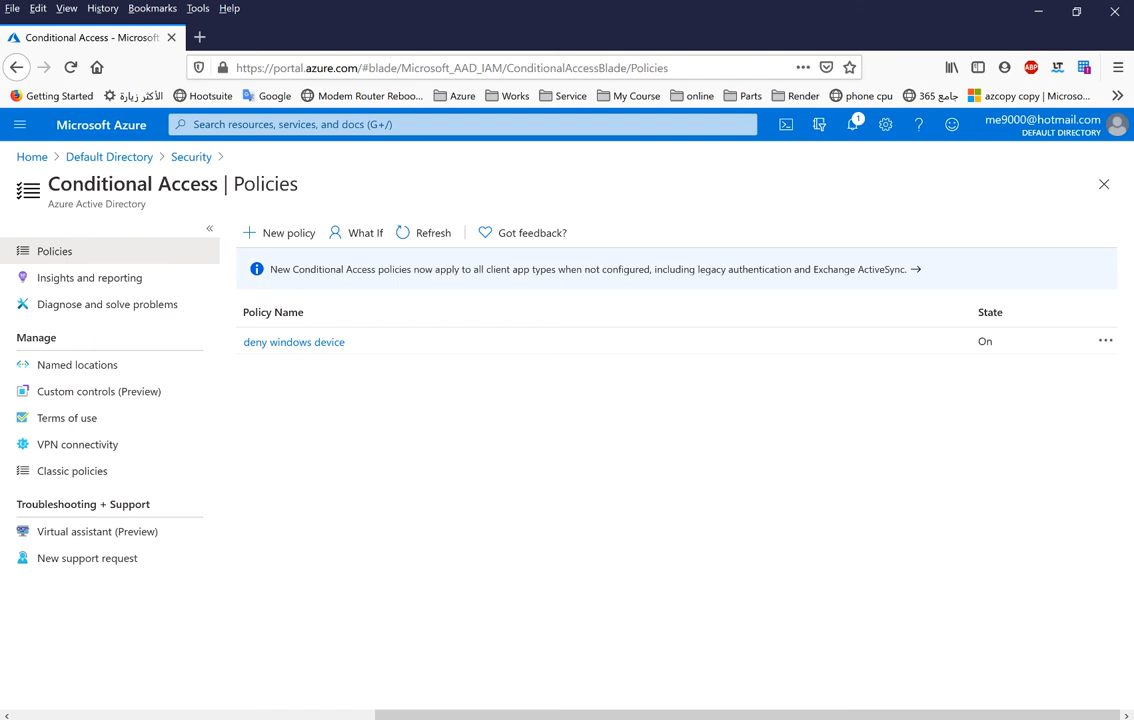 File Edit View History Bookmarks Tools Help
Conditional Access - Microsoft
https://portal.azure.com/#blade/Microsoft_AAD_IAM/ConditionalAccessBlade/Policies
Getting Started الأكثر زيارة Hootsuite Google Modem Router Reboo... Azure Works Service My Course online Parts Render phone cpu جامع 365 azcopy copy | Microso...
Microsoft Azure Search resources, services, and docs (G+/) 1 me9000@hotmail.com
DEFAULT DIRECTORY
Home > Default Directory > Security >
Conditional Access | Policies
Azure Active Directory
New policy What If Refresh Got feedback?
Policies
Insights and reporting
Diagnose and solve problems
Manage
Named locations
Custom controls (Preview)
Terms of use
VPN connectivity
Classic policies
Troubleshooting + Support
Virtual assistant (Preview)
New support request
New Conditional Access policies now apply to all client app types when not configured, including legacy authentication and Exchange ActiveSync. →
Policy Name State
deny windows device On ...